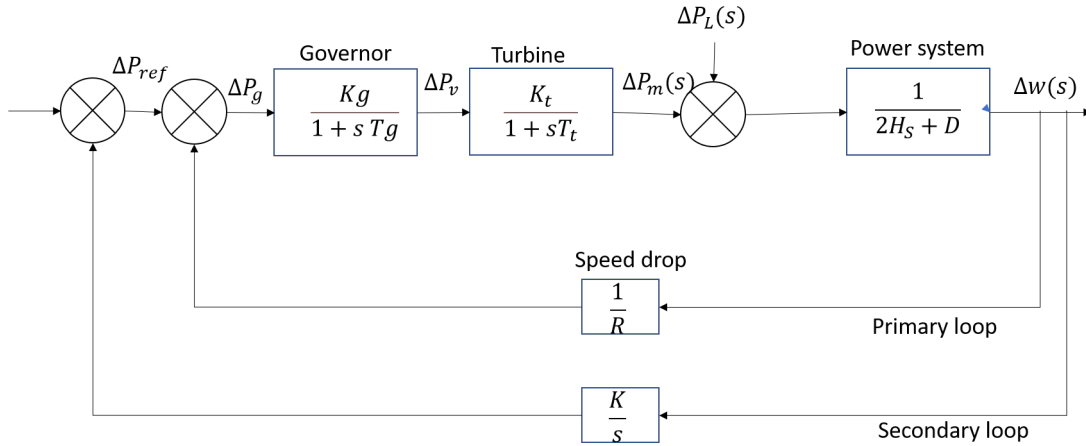 ΔP_L(s)
Governor
Turbine
Power system
ΔP_ref
ΔP_g
Kg
1 + s Tg
ΔP_v
K_t
1 + sT_t
ΔP_m(s)
1
2H_S + D
Δw(s)
Speed drop
1
R
Primary loop
K
s
Secondary loop